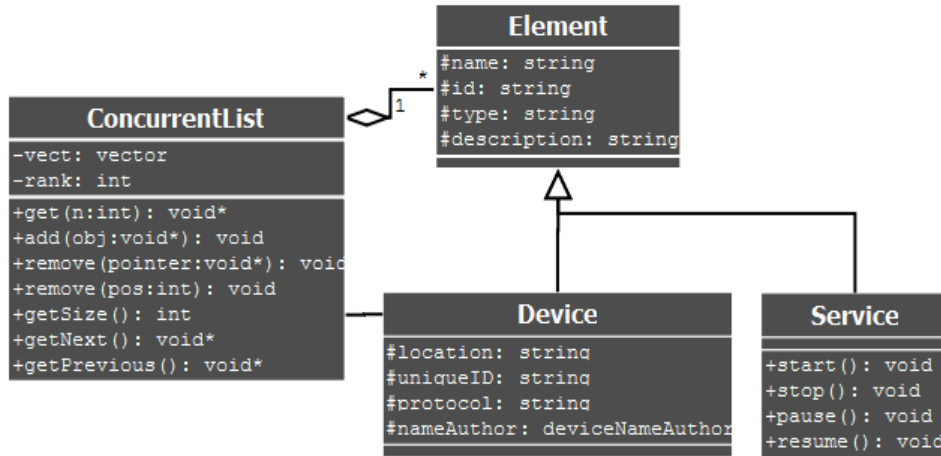 Element
#name: string
#id: string
#type: string
#description: string
*
1
ConcurrentList
-vect: vector
-rank: int
+get(n:int): void*
+add(obj:void*): void
+remove(pointer:void*): void
+remove(pos:int): void
+getSize(): int
+getNext(): void*
+getPrevious(): void*
Device
#location: string
#uniqueID: string
#protocol: string
#nameAuthor: deviceNameAuthor
Service
+start(): void
+stop(): void
+pause(): void
+resume(): void